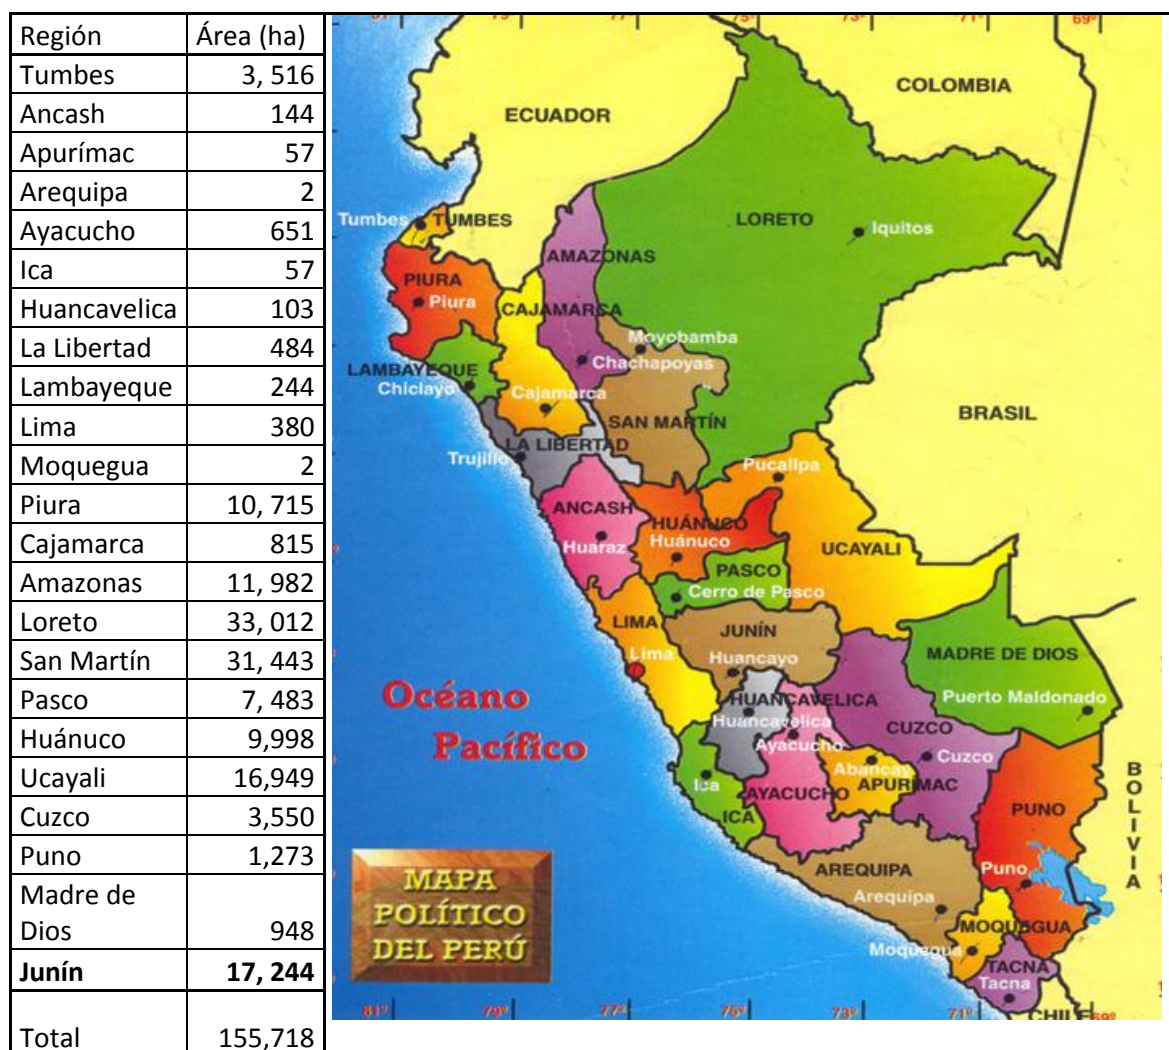 Región Área (ha)
Tumbes 3, 516
Ancash 144
Apurímac 57
Arequipa 2
Ayacucho 651
Ica 57
Huancavelica 103
La Libertad 484
Lambayeque 244
Lima 380
Moquegua 2
Piura 10, 715
Cajamarca 815
Amazonas 11, 982
Loreto 33, 012
San Martín 31, 443
Pasco 7, 483
Huánuco 9,998
Ucayali 16,949
Cuzco 3,550
Puno 1,273
Madre de
Dios 948
Junín 17, 244
Total 155,718
COLOMBIA
ECUADOR
Tumbes
TUMBES
LORETO
Iquitos
AMAZONAS
PIURA
Piura
CAJAMARCA
Moyobamba
Chachapoyas
LAMBAYEQUE
Chiclayo
Cajamarca
BRASIL
SAN MARTÍN
LA LIBERTAD
Trujillo
Pucallpa
ANCASH
HUÁNUCO
Huánuco
Huaraz
UCAYALI
PASCO
Cerro de Pasco
LIMA
JUNÍN
Lima
Huancayo
MADRE DE DIOS
Puerto Maldonado
Océano
Pacífico
HUANCAVELICA
Huancavelica
Ayacucho
CUZCO
Cuzco
Abancay
APURIMAC
Ica
AYACUCHO
ICA
PUNO
BOLIVIA
AREQUIPA
Puno
Arequipa
MAPA
POLÍTICO
DEL PERÚ
MOQUEGUA
Moquegua
TACNA
Tacna
CHILE
81º 79º 77º 75º 73º 71º 69º